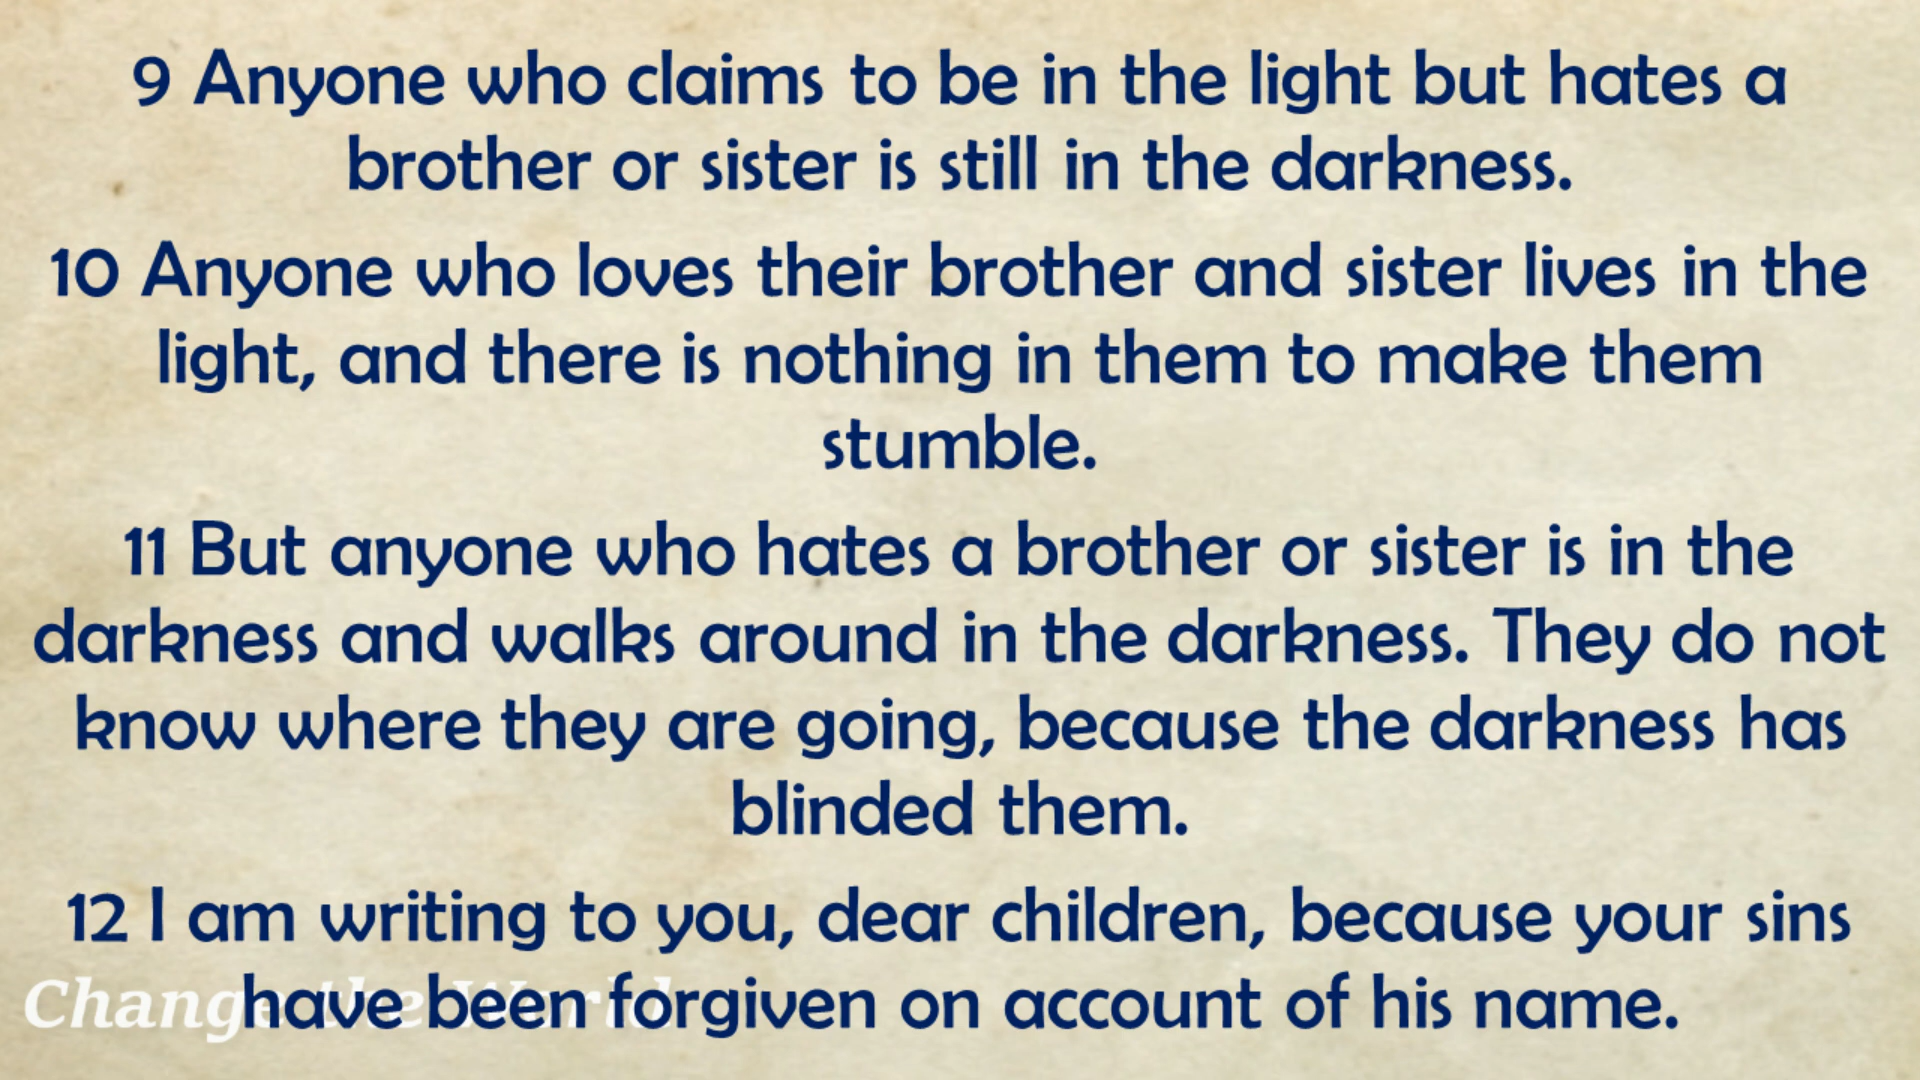 9 Anyone who claims to be in the light but hates a
brother or sister is still in the darkness.
10 Anyone who loves their brother and sister lives in the
light, and there is nothing in them to make them
stumble.
11 But anyone who hates a brother or sister is in the
darkness and walks around in the darkness. They do not
know where they are going, because the darkness has
blinded them.
12 I am writing to you, dear children, because your sins
have been forgiven on account of his name.
Change the World